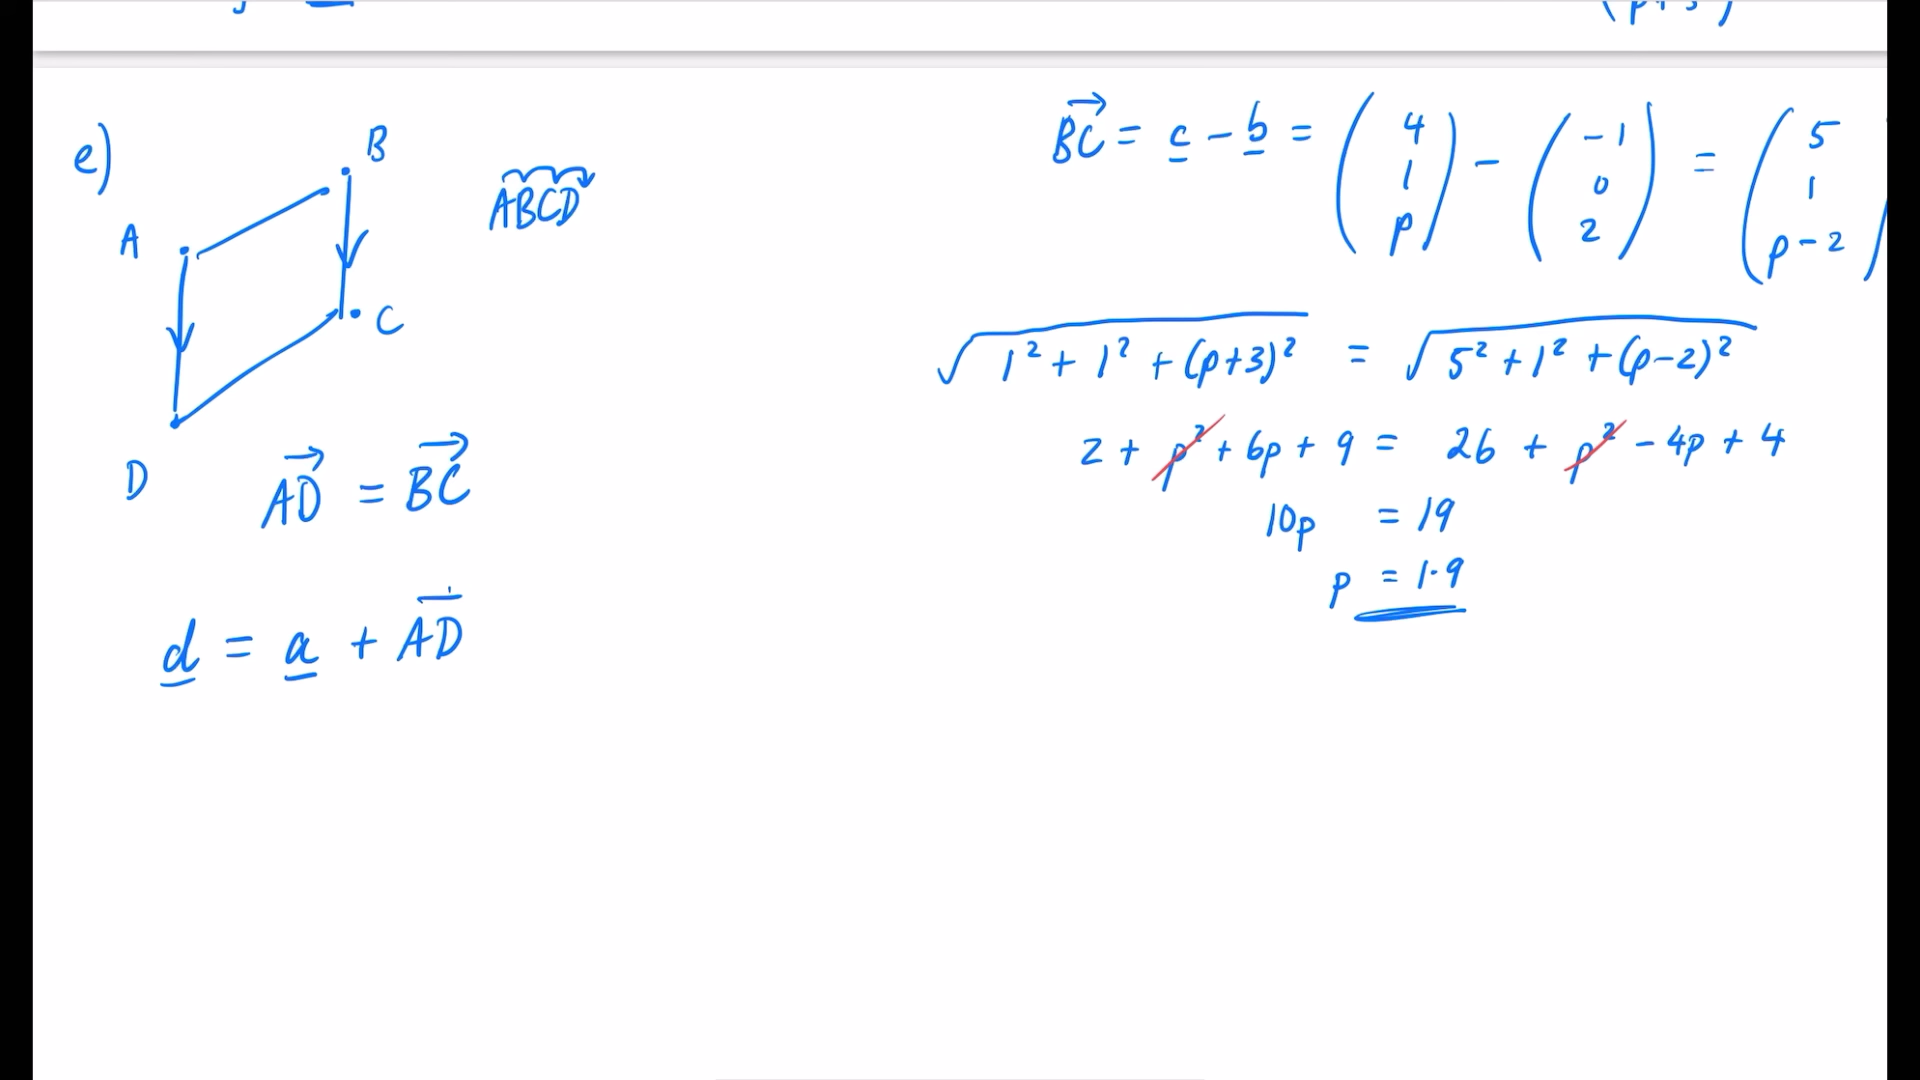 (p+3)
e)
B
A
ABCD
C
D
AD = BC
d = a + AD
BC = c - b = (4 1 p) - (-1 0 2) = (5 1 p-2)
√1² + 1² + (p+3)² = √5² + 1² + (p-2)²
2 + p² + 6p + 9 = 26 + p² - 4p + 4
10p = 19
p = 1·9